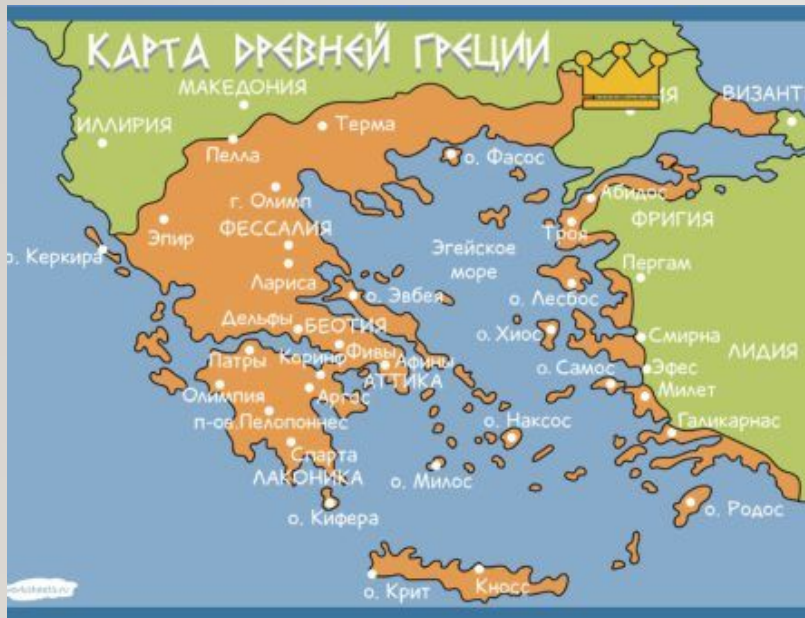 КАРТА DРЕВНЕЙ ГРЕЦИИ
МАКЕДОНИЯ
ВИЗАНТ
ИЛЛИРИЯ
Терма
Пелла
о. Фасос
г. Олимп
Абидос
Эпир
ФЕССАЛИЯ
Троя
ФРИГИЯ
о. Керкира
Эгейское
море
Пергам
Лариса
о. Эвбея
о. Лесбос
Дельфы
БЕОТИЯ
о. Хиос
Смирна
Патры
Коринф
Фивы
Афины
ЛИДИЯ
АТТИКА
о. Самос
Эфес
Олимпия
Аргос
Милет
п-ов. Пелопоннес
о. Наксос
Галикарнас
Спарта
ЛАКОНИКА
о. Милос
о. Кифера
о. Родос
о. Крит
Кносс